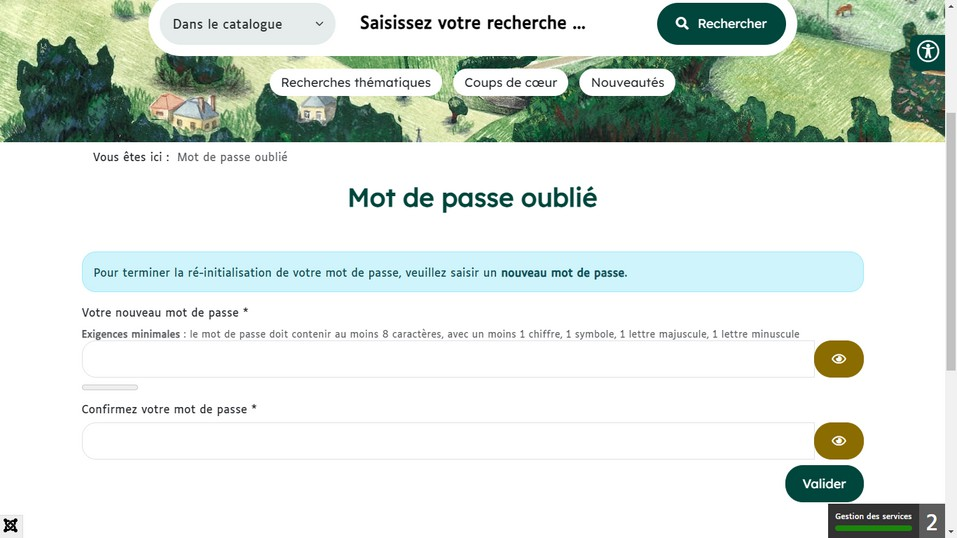 Dans le catalogue
Saisissez votre recherche ...
Rechercher
Recherches thématiques
Coups de cœur
Nouveautés
Vous êtes ici : Mot de passe oublié
Mot de passe oublié
Pour terminer la ré-initialisation de votre mot de passe, veuillez saisir un nouveau mot de passe.
Votre nouveau mot de passe *
Exigences minimales : le mot de passe doit contenir au moins 8 caractères, avec un moins 1 chiffre, 1 symbole, 1 lettre majuscule, 1 lettre minuscule
Confirmez votre mot de passe *
Valider
Gestion des services
2